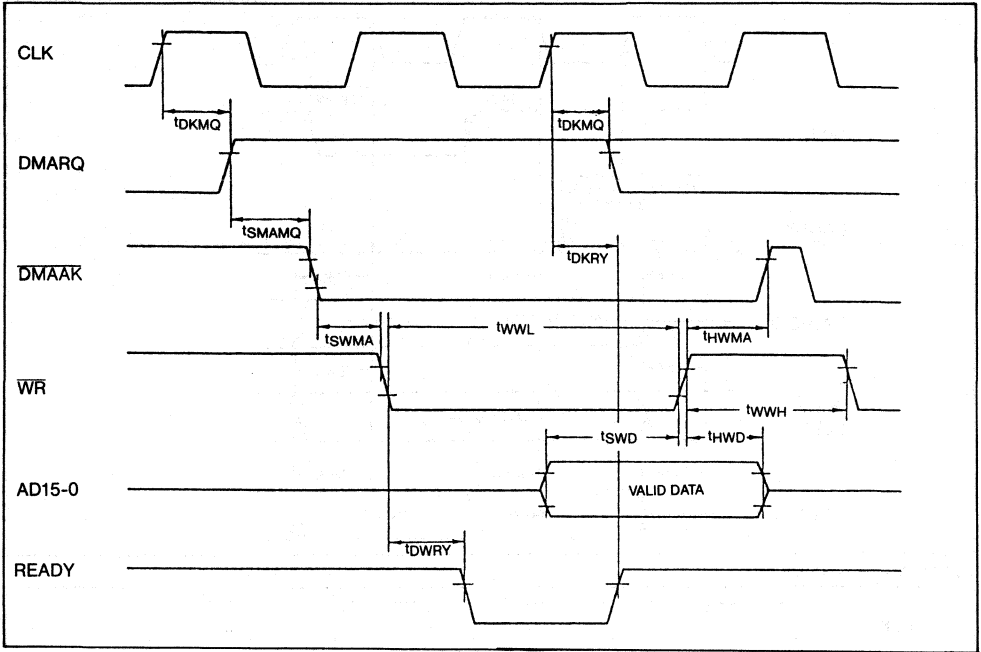 CLK
tDKMQ tDKMQ
DMARQ
tSMAMQ
tDKRY
DMAAK
tSWMA tWWL tHWMA
WR
tWWH
tSWD tHWD
AD15-0 VALID DATA
tDWRY
READY